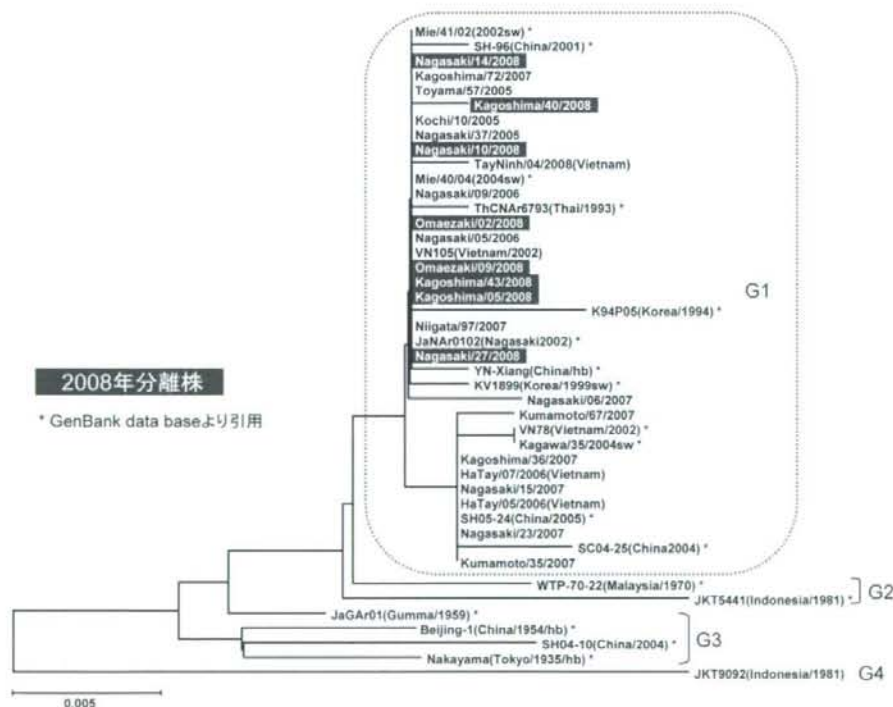 Mie/41/02(2002sw) *
SH-96(China/2001) *
Nagasaki/14/2008
Kagoshima/72/2007
Toyama/57/2005
Kagoshima/40/2008
Kochi/10/2005
Nagasaki/37/2005
Nagasaki/10/2008
TayNinh/04/2008(Vietnam)
Mie/40/04(2004sw) *
Nagasaki/09/2006
ThCNAr6793(Thai/1993) *
Omaezaki/02/2008
Nagasaki/05/2006
VN105(Vietnam/2002)
Omaezaki/09/2008
Kagoshima/43/2008
Kagoshima/05/2008
G1
K94P05(Korea/1994) *
Niigata/97/2007
JaNAr0102(Nagasaki2002) *
Nagasaki/27/2008
YN-Xiang(China/hb) *
KV1899(Korea/1999sw) *
2008年分離株
Nagasaki/06/2007
* GenBank data baseより引用
Kumamoto/67/2007
VN78(Vietnam/2002) *
Kagawa/35/2004sw *
Kagoshima/36/2007
HaTay/07/2006(Vietnam)
Nagasaki/15/2007
HaTay/05/2006(Vietnam)
SH05-24(China/2005) *
Nagasaki/23/2007
SC04-25(China2004) *
Kumamoto/35/2007
WTP-70-22(Malaysia/1970) *
G2
JKT5441(Indonesia/1981) *
JaGAr01(Gumma/1959) *
Beijing-1(China/1954/hb) *
G3
SH04-10(China/2004) *
Nakayama(Tokyo/1935/hb) *
JKT9092(Indonesia/1981)
G4
0.005